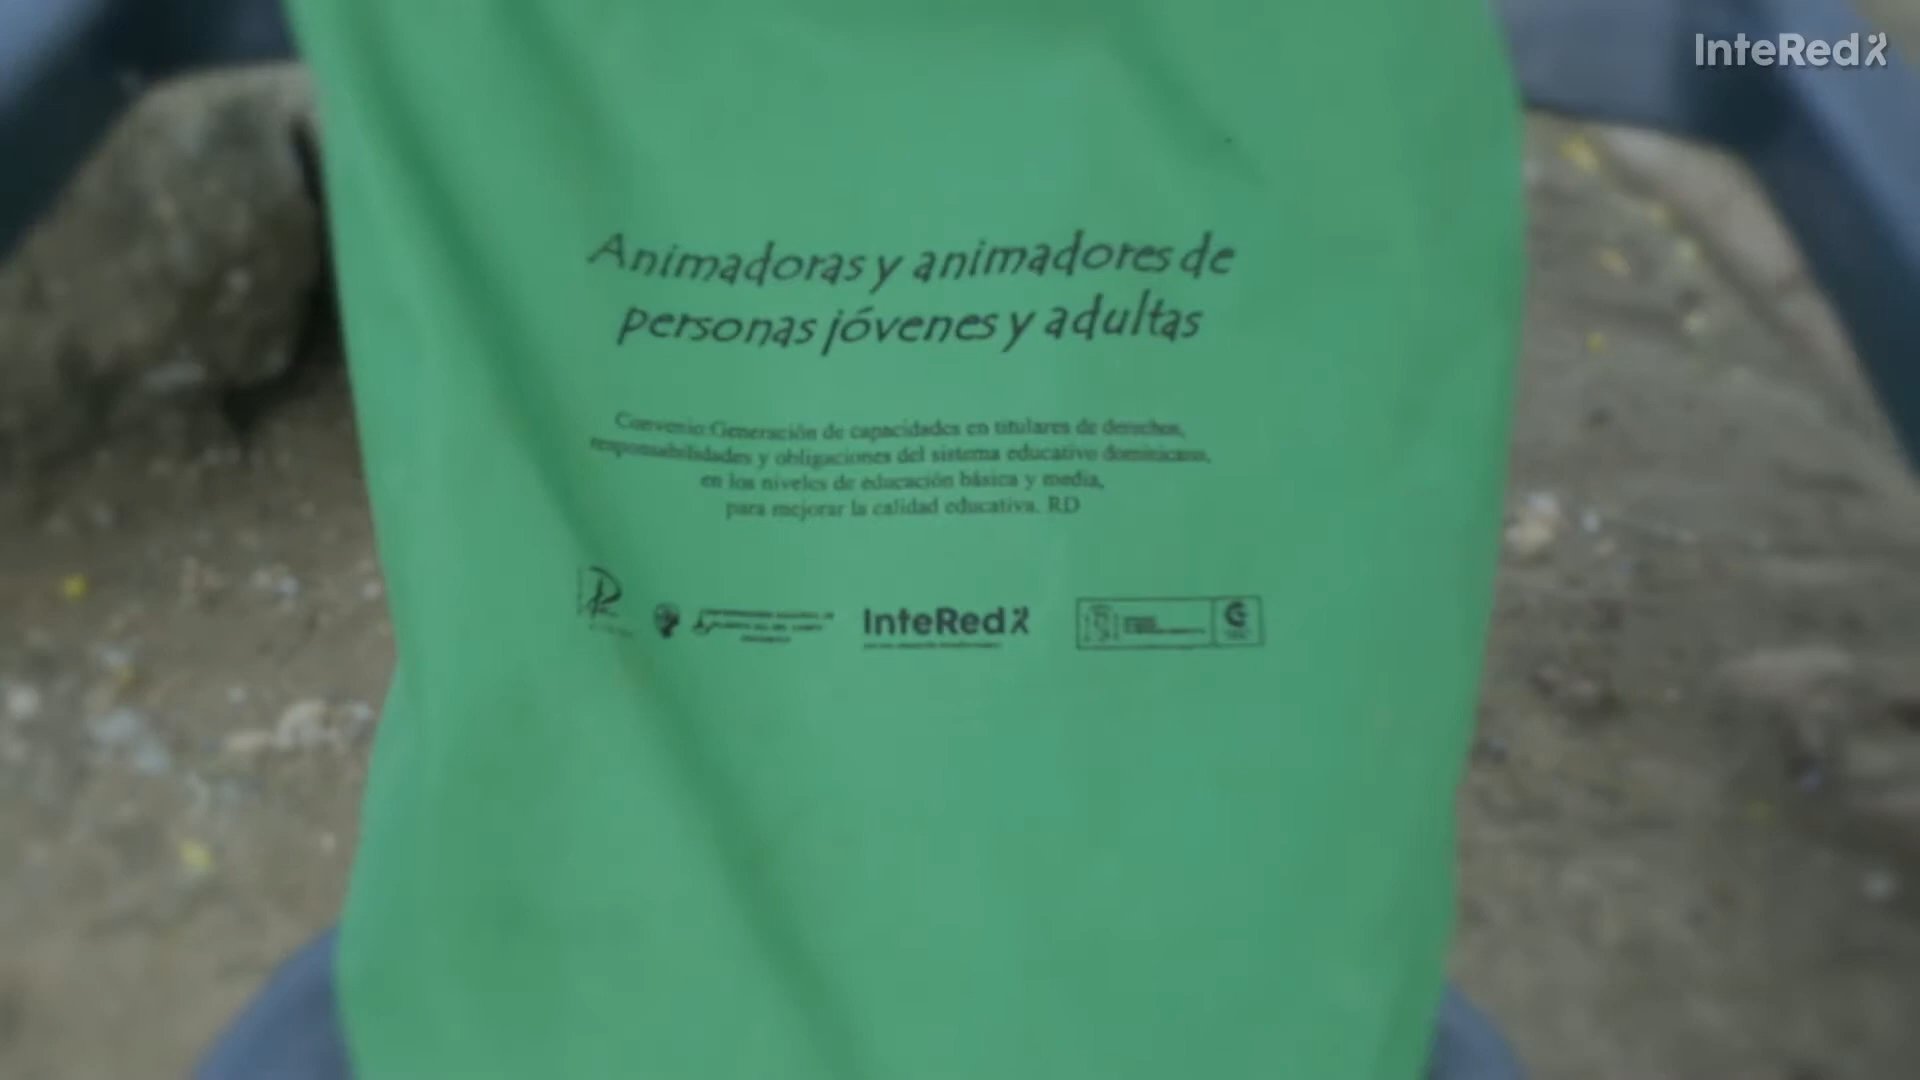 InteRed
Animadoras y animadores de
personas jóvenes y adultas
Convenio:Generación de capacidades en titulares de derechos,
responsabilidades y obligaciones del sistema educativo dominicano,
en los niveles de educación básica y media,
para mejorar la calidad educativa. RD
InteRed